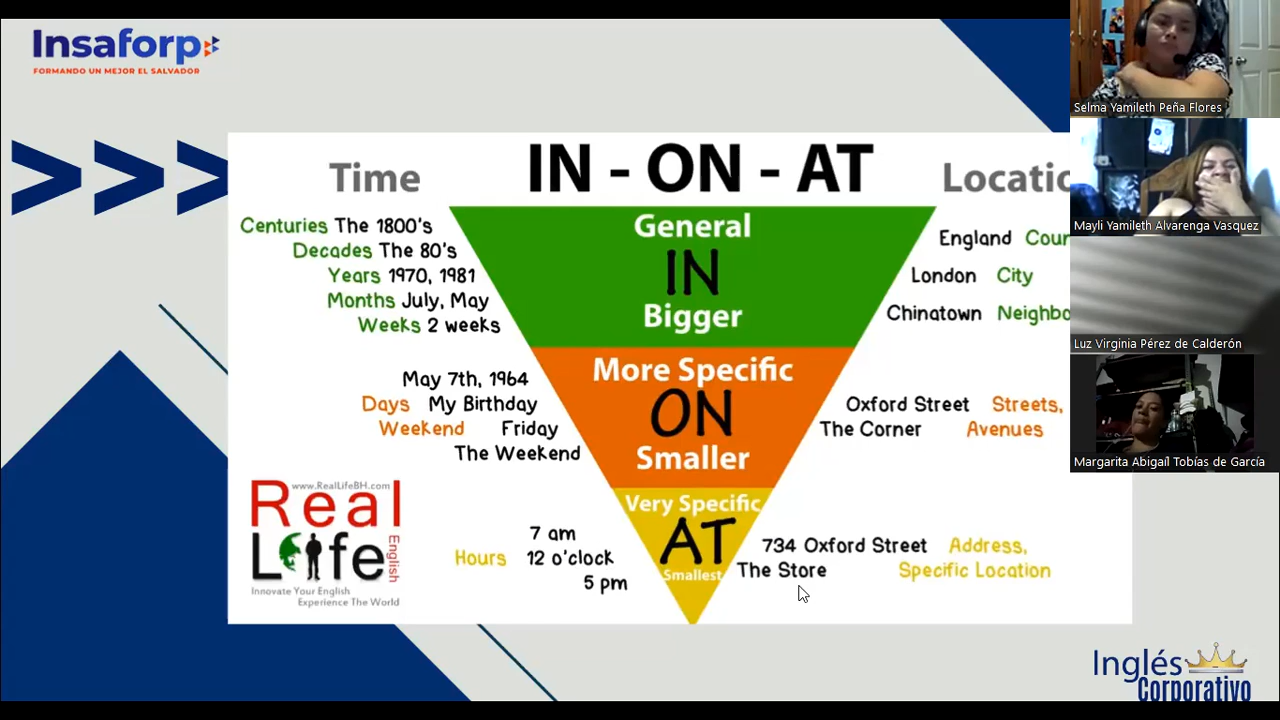 Insaforp
FORMANDO UN MEJOR EL SALVADOR
Selma Yamileth Peña Flores
Mayli Yamileth Alvarenga Vasquez
Luz Virginia Pérez de Calderón
Margarita Abigaíl Tobías de García
Time
IN - ON - AT
Locatio
Centuries The 1800's
Decades The 80's
Years 1970, 1981
Months July, May
Weeks 2 weeks
General
IN
Bigger
England Coun
London City
Chinatown Neighbo
May 7th, 1964
Days My Birthday
Weekend Friday
The Weekend
More Specific
ON
Smaller
Oxford Street Streets,
The Corner Avenues
Very Specific
AT
Smallest
7 am
Hours 12 o'clock
5 pm
734 Oxford Street Address,
The Store Specific Location
www.RealLifeBH.com
Real
Life
English
Innovate Your English
Experience The World
Inglés
Corporativo